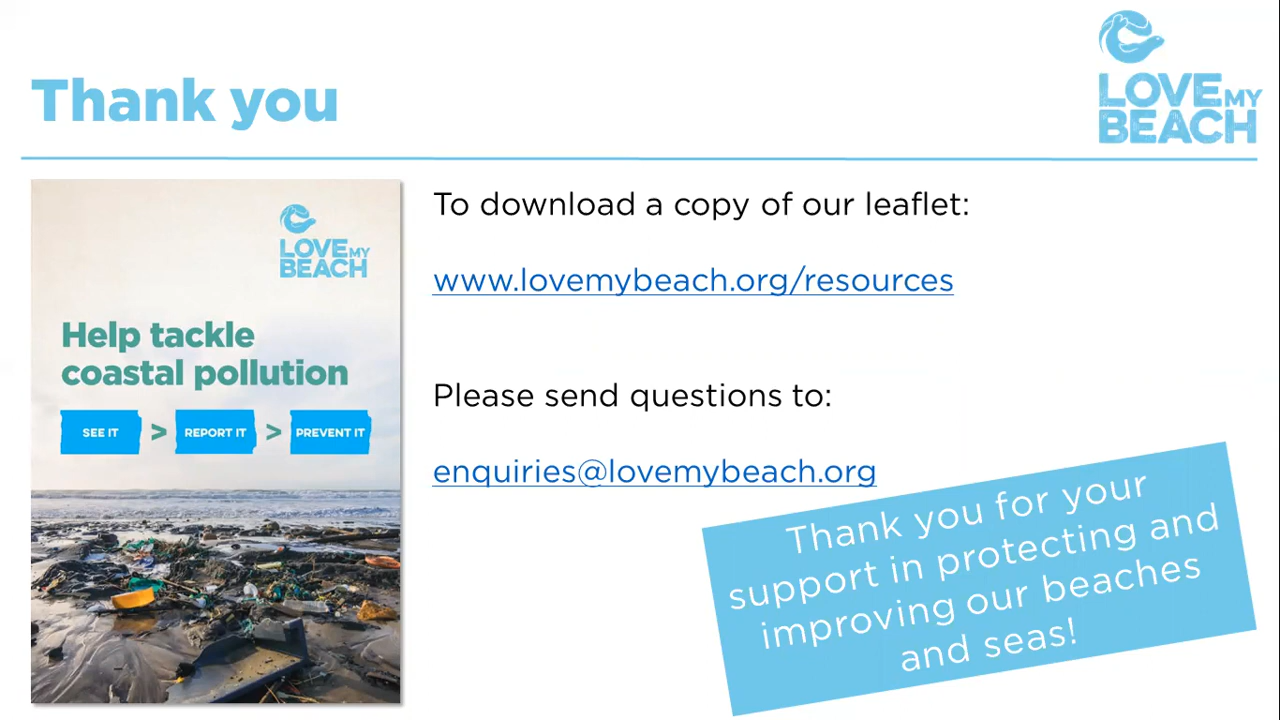 Thank you
LOVE MY
BEACH
LOVE MY
BEACH
Help tackle
coastal pollution
SEE IT > REPORT IT > PREVENT IT
To download a copy of our leaflet:
www.lovemybeach.org/resources
Please send questions to:
enquiries@lovemybeach.org
Thank you for your
support in protecting and
improving our beaches
and seas!